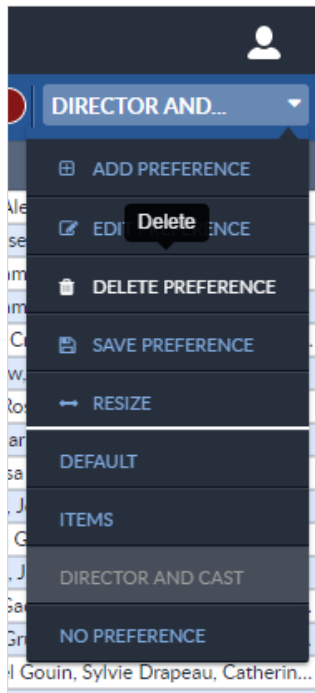 DIRECTOR AND...
ADD PREFERENCE
EDIT
Delete
DELETE PREFERENCE
SAVE PREFERENCE
RESIZE
DEFAULT
ITEMS
DIRECTOR AND CAST
NO PREFERENCE
Gouin, Sylvie Drapeau, Catherin...